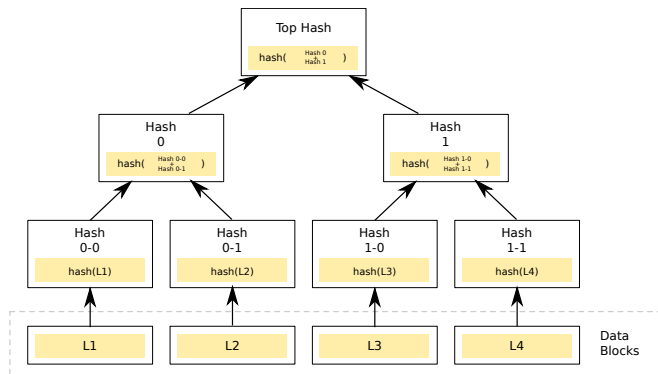 Top Hash
hash( Hash 0 + Hash 1 )
Hash 0
hash( Hash 0-0 + Hash 0-1 )
Hash 1
hash( Hash 1-0 + Hash 1-1 )
Hash 0-0
hash(L1)
Hash 0-1
hash(L2)
Hash 1-0
hash(L3)
Hash 1-1
hash(L4)
L1
L2
L3
L4
Data
Blocks